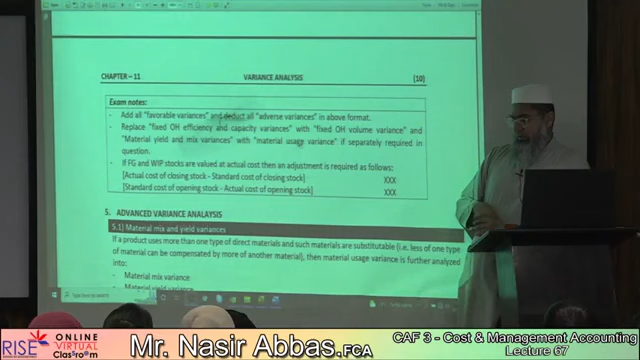 CHAPTER – 11 VARIANCE ANALYSIS (10)
Exam notes:
- Add all "favorable variances" and deduct all "adverse variances" in above format.
- Replace "fixed OH efficiency and capacity variances" with "fixed OH volume variance" and
"Material yield and mix variances" with "material usage variance" if separately required in
question.
- If FG and WIP stocks are valued at actual cost then an adjustment is required as follows:
[Actual cost of closing stock - Standard cost of closing stock] XXX
[Standard cost of opening stock - Actual cost of opening stock] XXX
5. ADVANCED VARIANCE ANALYSIS
5.1) Material mix and yield variances
If a product uses more than one type of direct materials and such materials are substitutable (i.e. less of one type
of material can be compensated by more of another material), then material usage variance is further analyzed
into:
- Material mix variance
- Material yield variance
RISE
ONLINE
VIRTUAL
Classroom
Mr. Nasir Abbas.FCA
CAF 3 - Cost & Management Accounting
Lecture 67